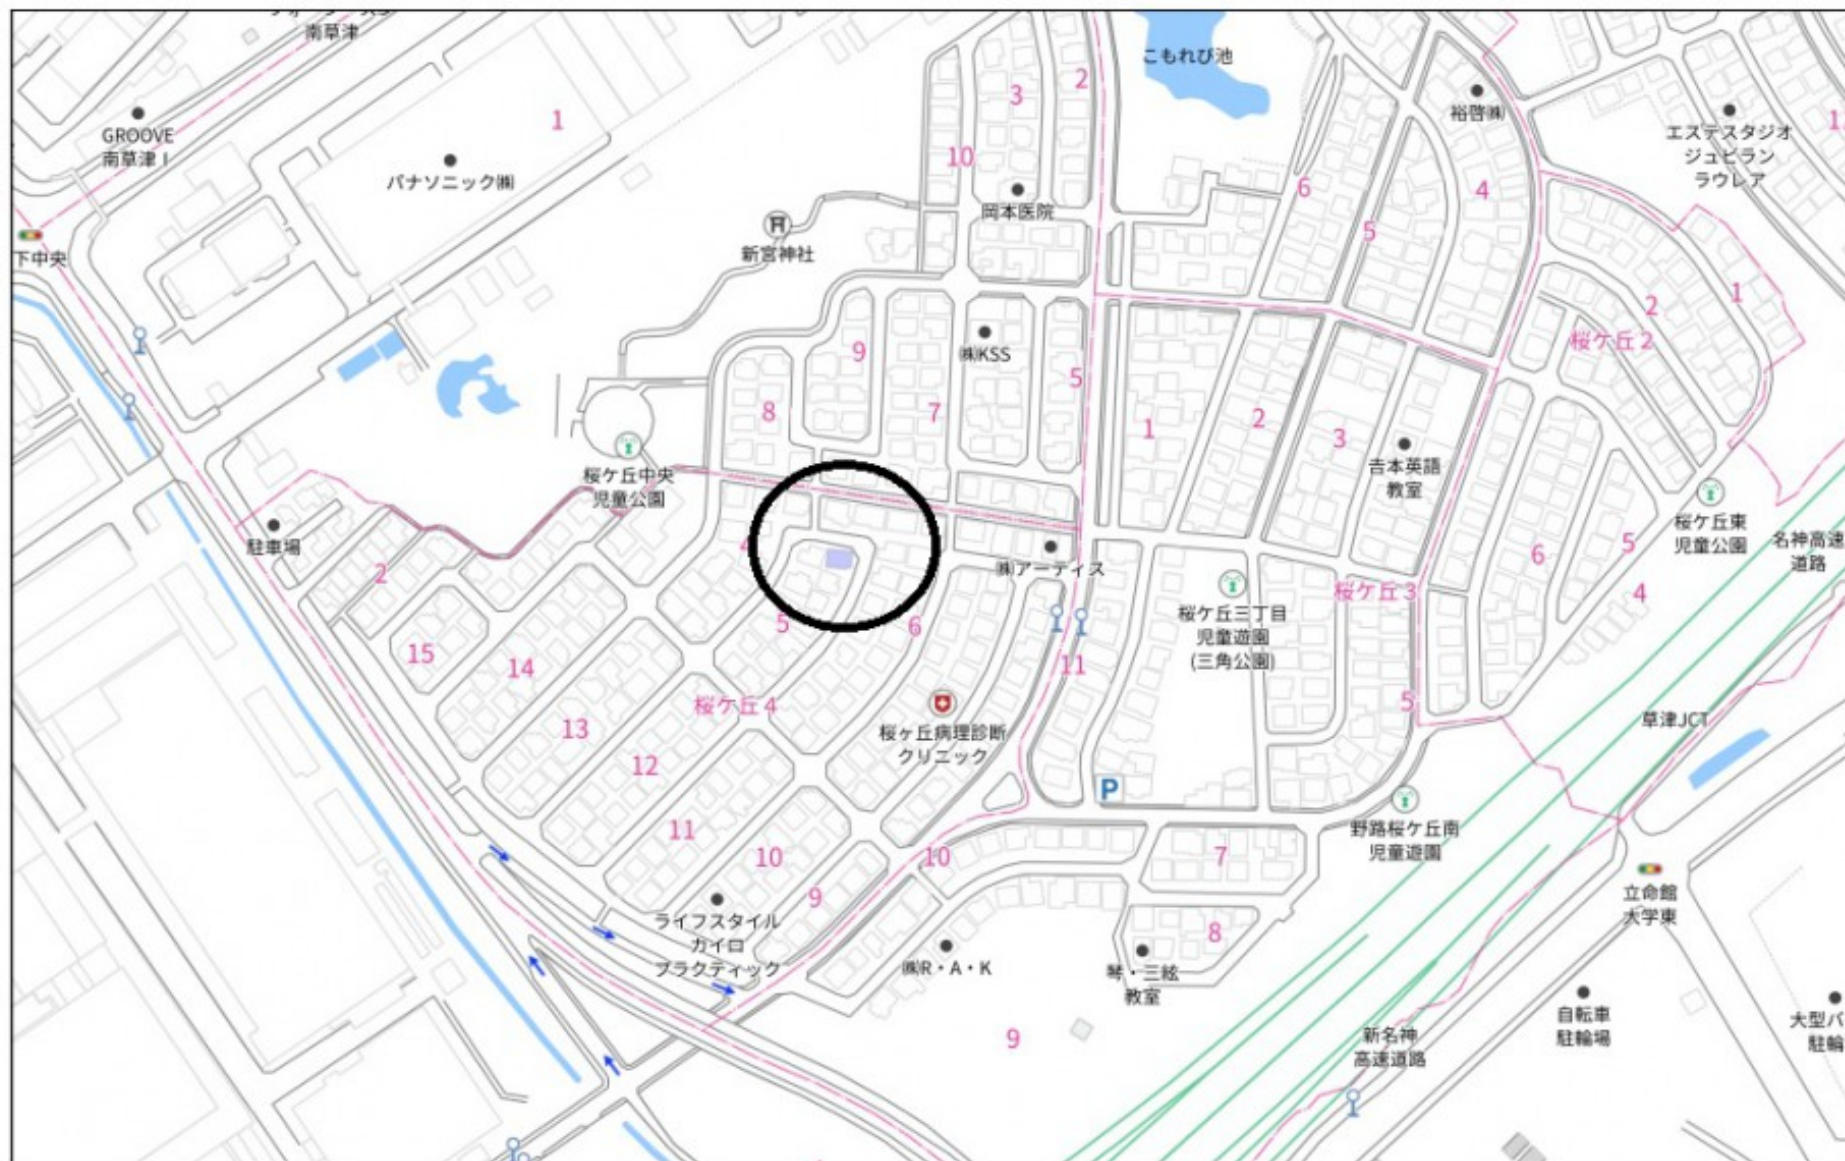 南草津
GROOVE
南草津Ⅰ
パナソニック㈱
1
下中央
新宮神社
10
3
2
岡本医院
こもれび池
裕啓㈱
エステスタジオ
ジュビラン
ラウレア
6
5
4
2
1
桜ケ丘2
9
8
7
㈱KSS
5
1
2
3
吉本英語
教室
桜ケ丘中央
児童公園
駐車場
2
4
5
6
㈱アーティス
桜ケ丘三丁目
児童遊園
(三角公園)
桜ケ丘3
6
5
4
桜ケ丘東
児童公園
名神高速
道路
15
14
13
12
11
10
9
桜ケ丘4
桜ヶ丘病理診断
クリニック
11
5
P
草津JCT
野路桜ケ丘南
児童遊園
立命館
大学東
ライフスタイル
カイロ
プラクティック
10
7
8
㈱R・A・K
琴・三絃
教室
9
新名神
高速道路
自転車
駐輪場
大型バ
駐輪